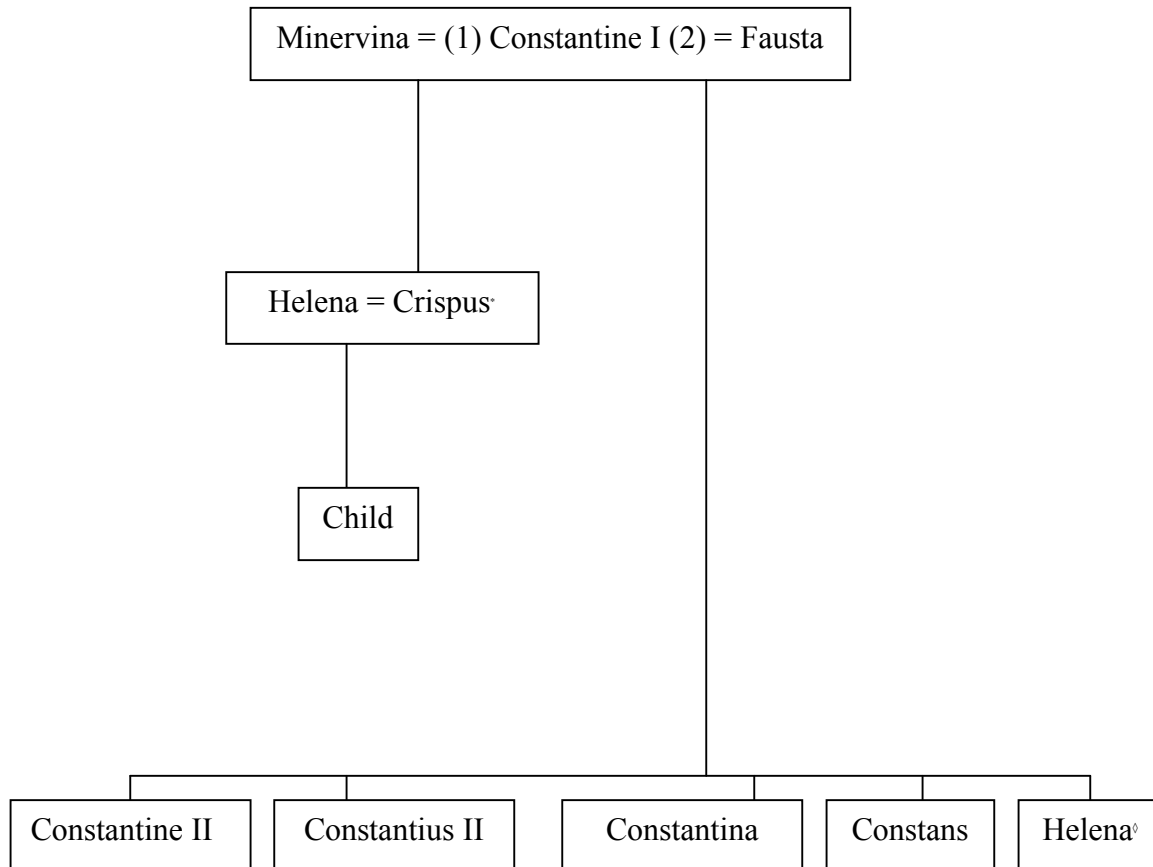 Minervina = (1) Constantine I (2) = Fausta
Helena = Crispus*
Child
Constantine II
Constantius II
Constantina
Constans
Helena◊